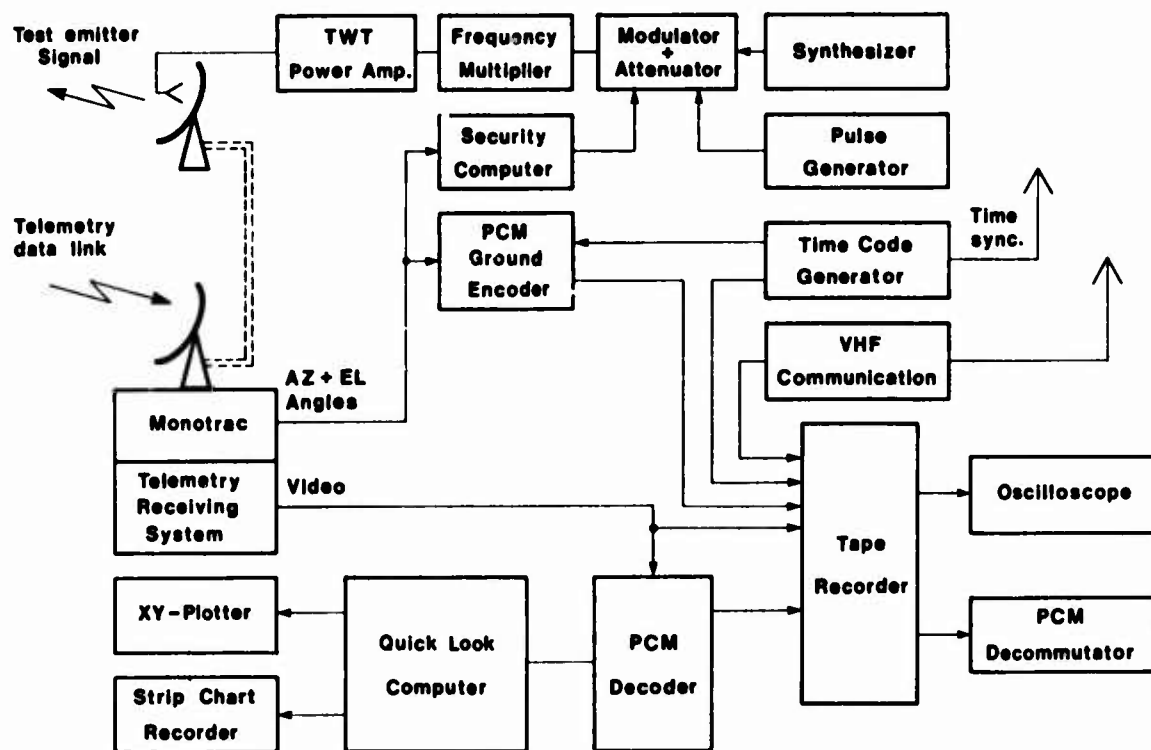 Test emitter
Signal
TWT
Power Amp.
Frequency
Multiplier
Modulator
+
Attenuator
Synthesizer
Security
Computer
Pulse
Generator
Telemetry
data link
PCM
Ground
Encoder
Time Code
Generator
Time
sync.
VHF
Communication
AZ + EL
Angles
Monotrac
Telemetry
Receiving
System
Video
Tape
Recorder
Oscilloscope
XY-Plotter
Quick Look
Computer
PCM
Decoder
PCM
Decommutator
Strip Chart
Recorder